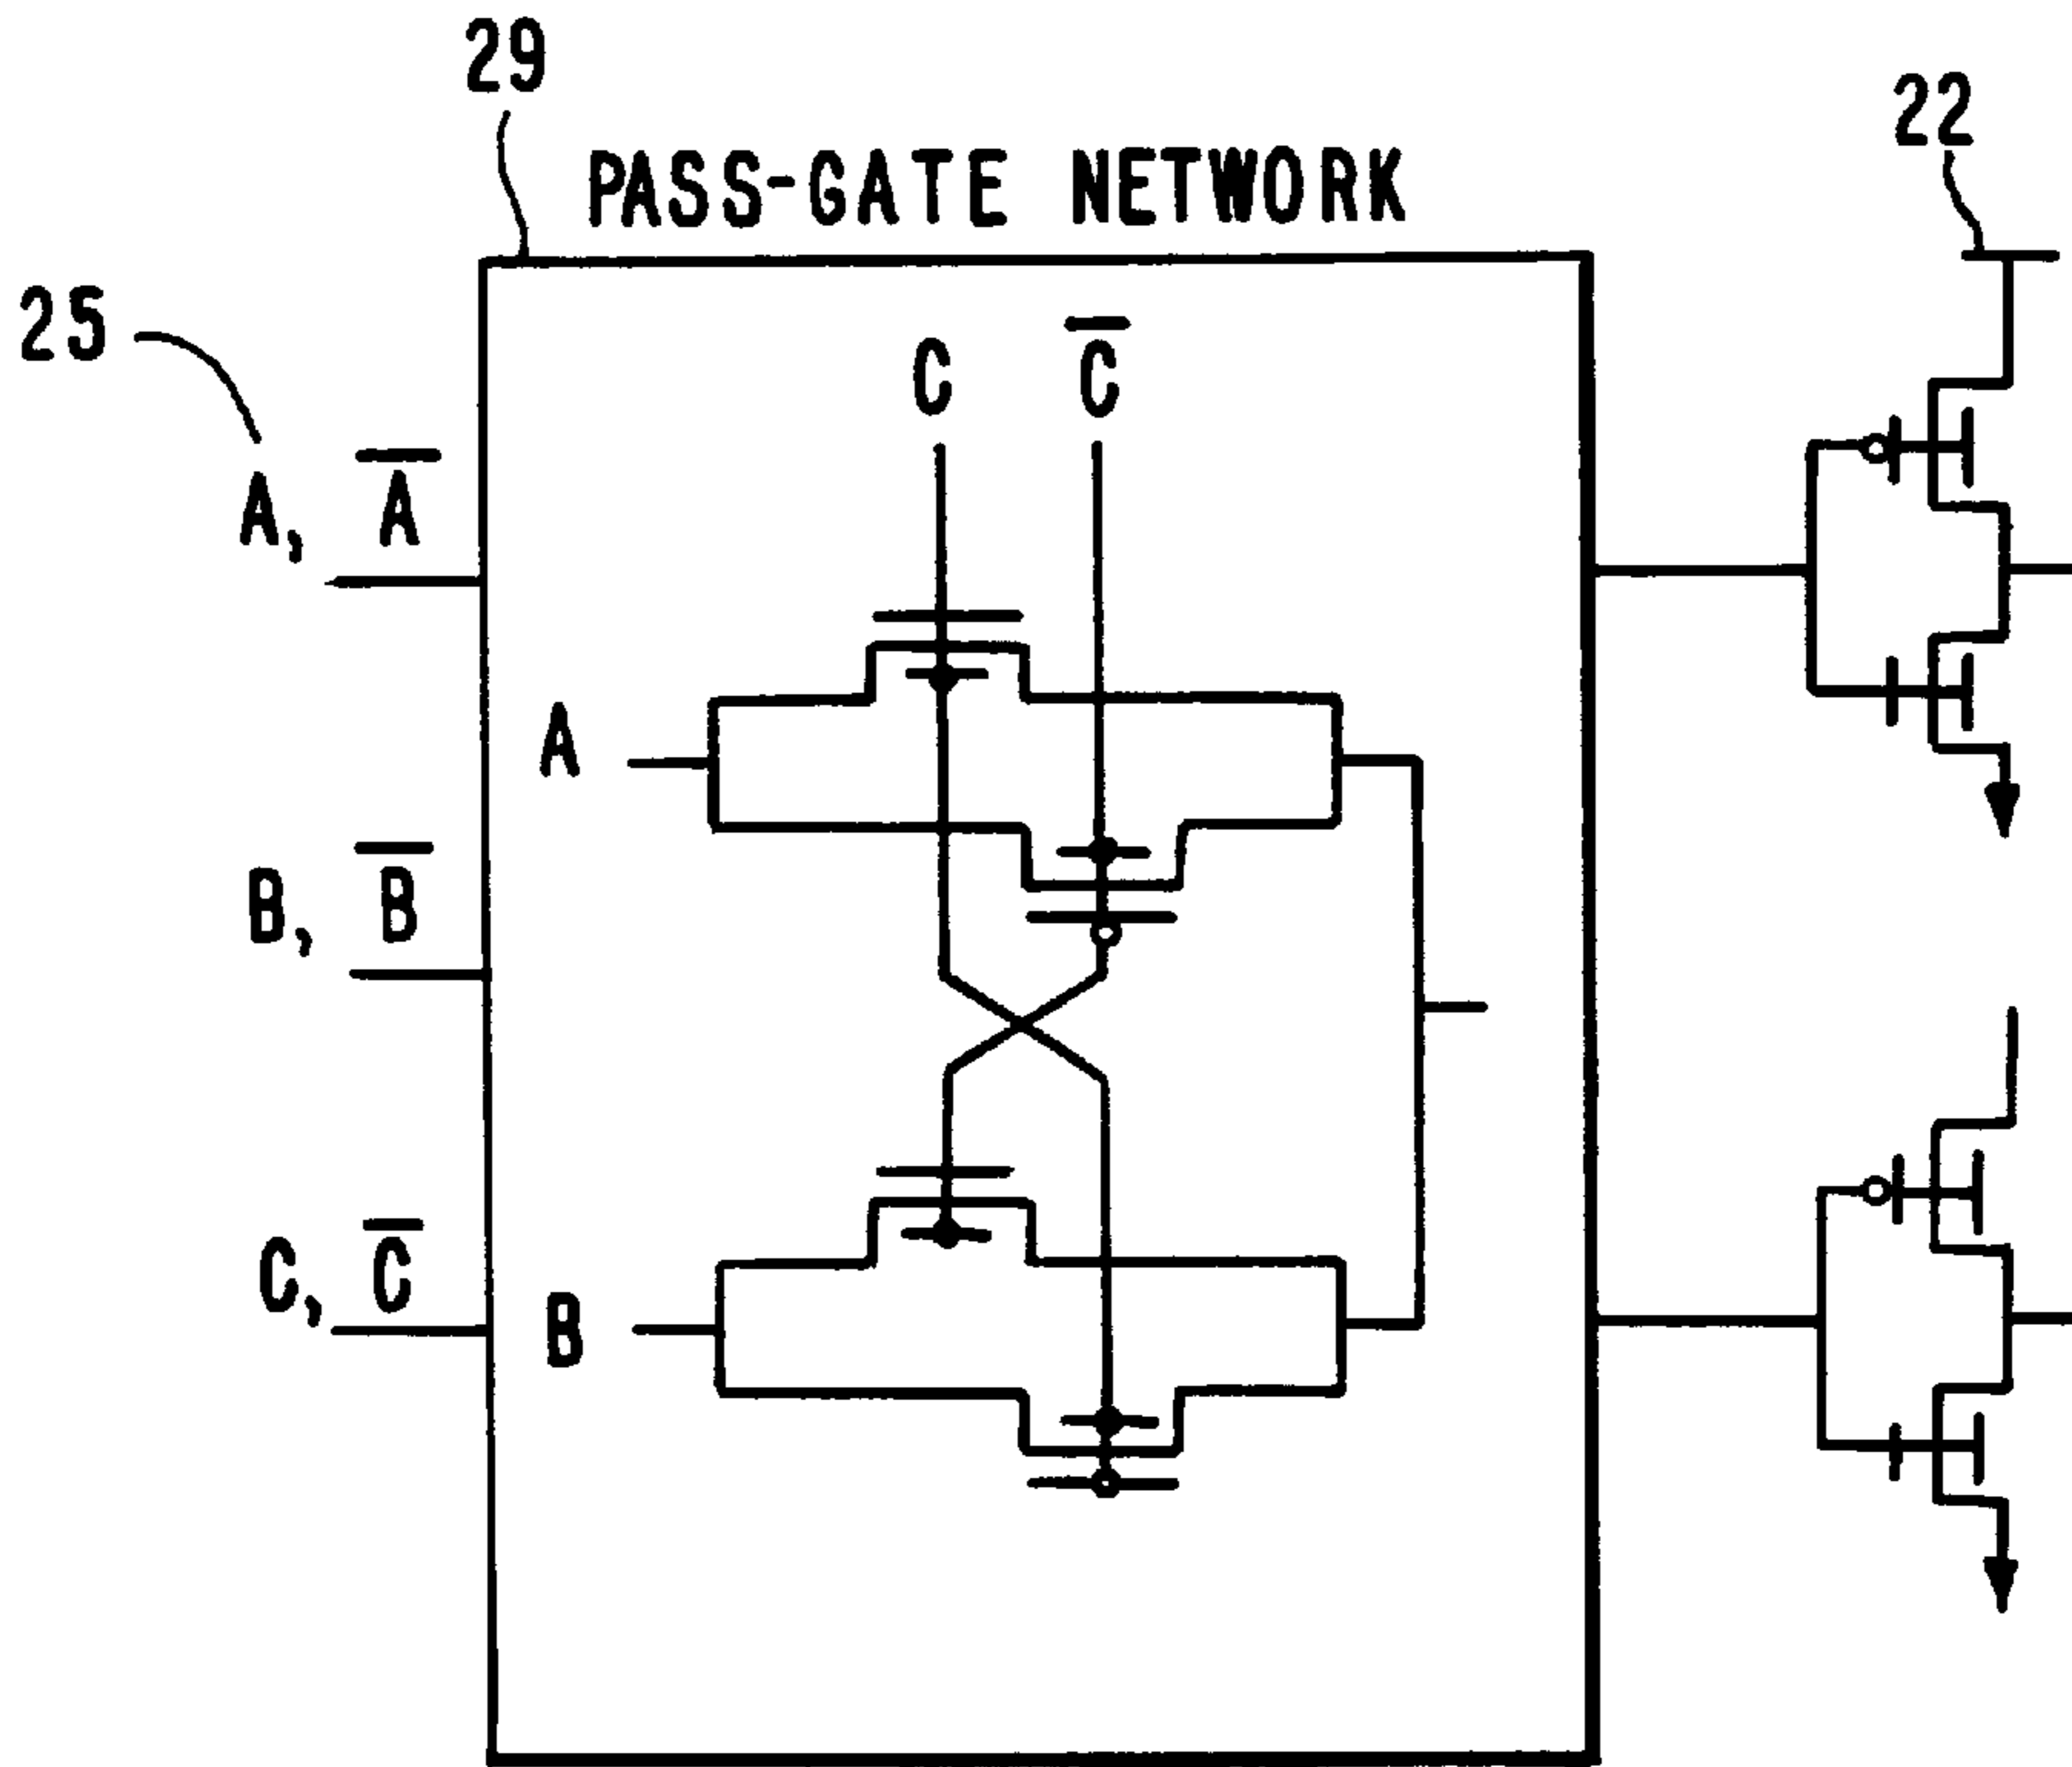 29
22
PASS-GATE NETWORK
25
C C̅
A, A̅
A
B, B̅
C, C̅
B